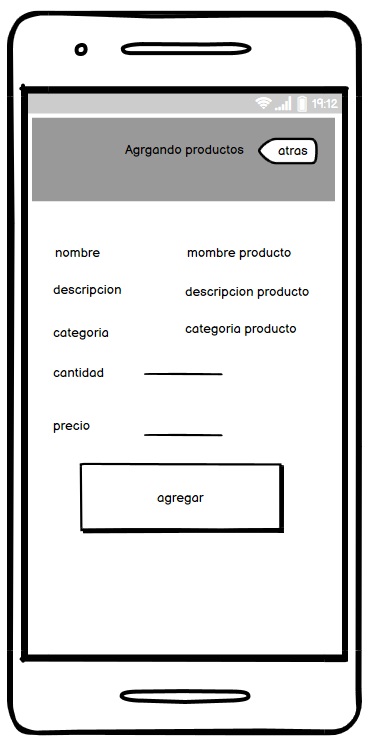 19:12
Agrgando productos atras
nombre mombre producto
descripcion descripcion producto
categoria categoria producto
cantidad
precio
agregar